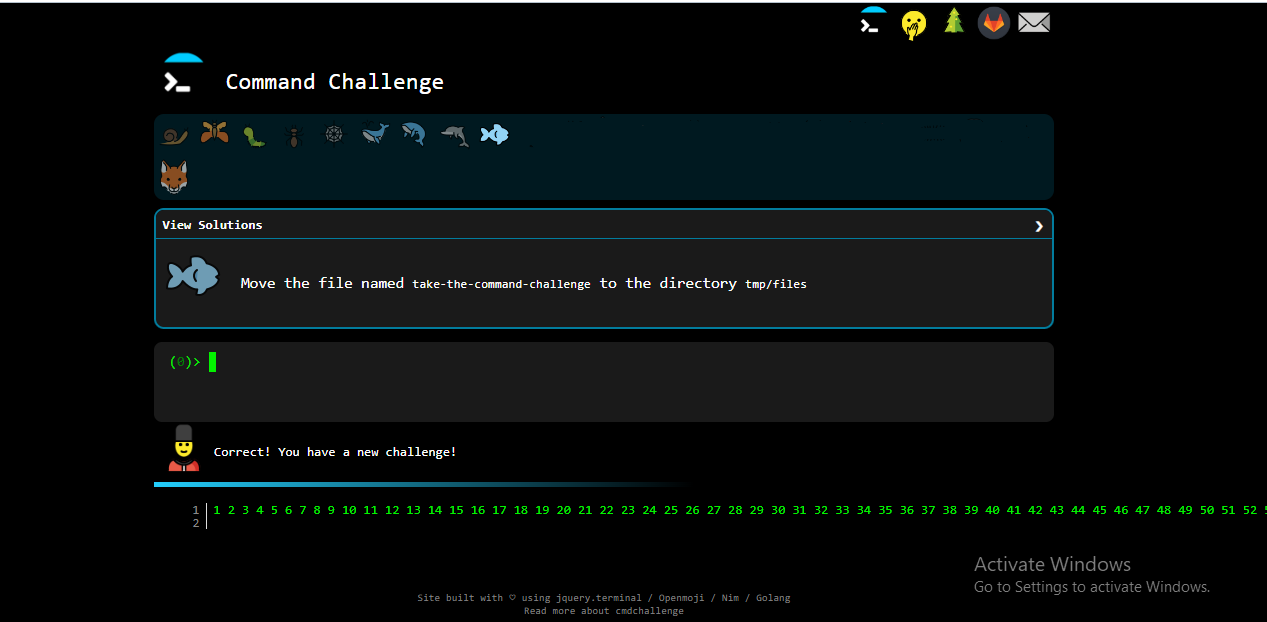 Command Challenge
View Solutions
Move the file named take-the-command-challenge to the directory tmp/files
(0)>
Correct! You have a new challenge!
1 1 2 3 4 5 6 7 8 9 10 11 12 13 14 15 16 17 18 19 20 21 22 23 24 25 26 27 28 29 30 31 32 33 34 35 36 37 38 39 40 41 42 43 44 45 46 47 48 49 50 51 52
2
Activate Windows
Go to Settings to activate Windows.
Site built with ♡ using jquery.terminal / Openmoji / Nim / Golang
Read more about cmdchallenge